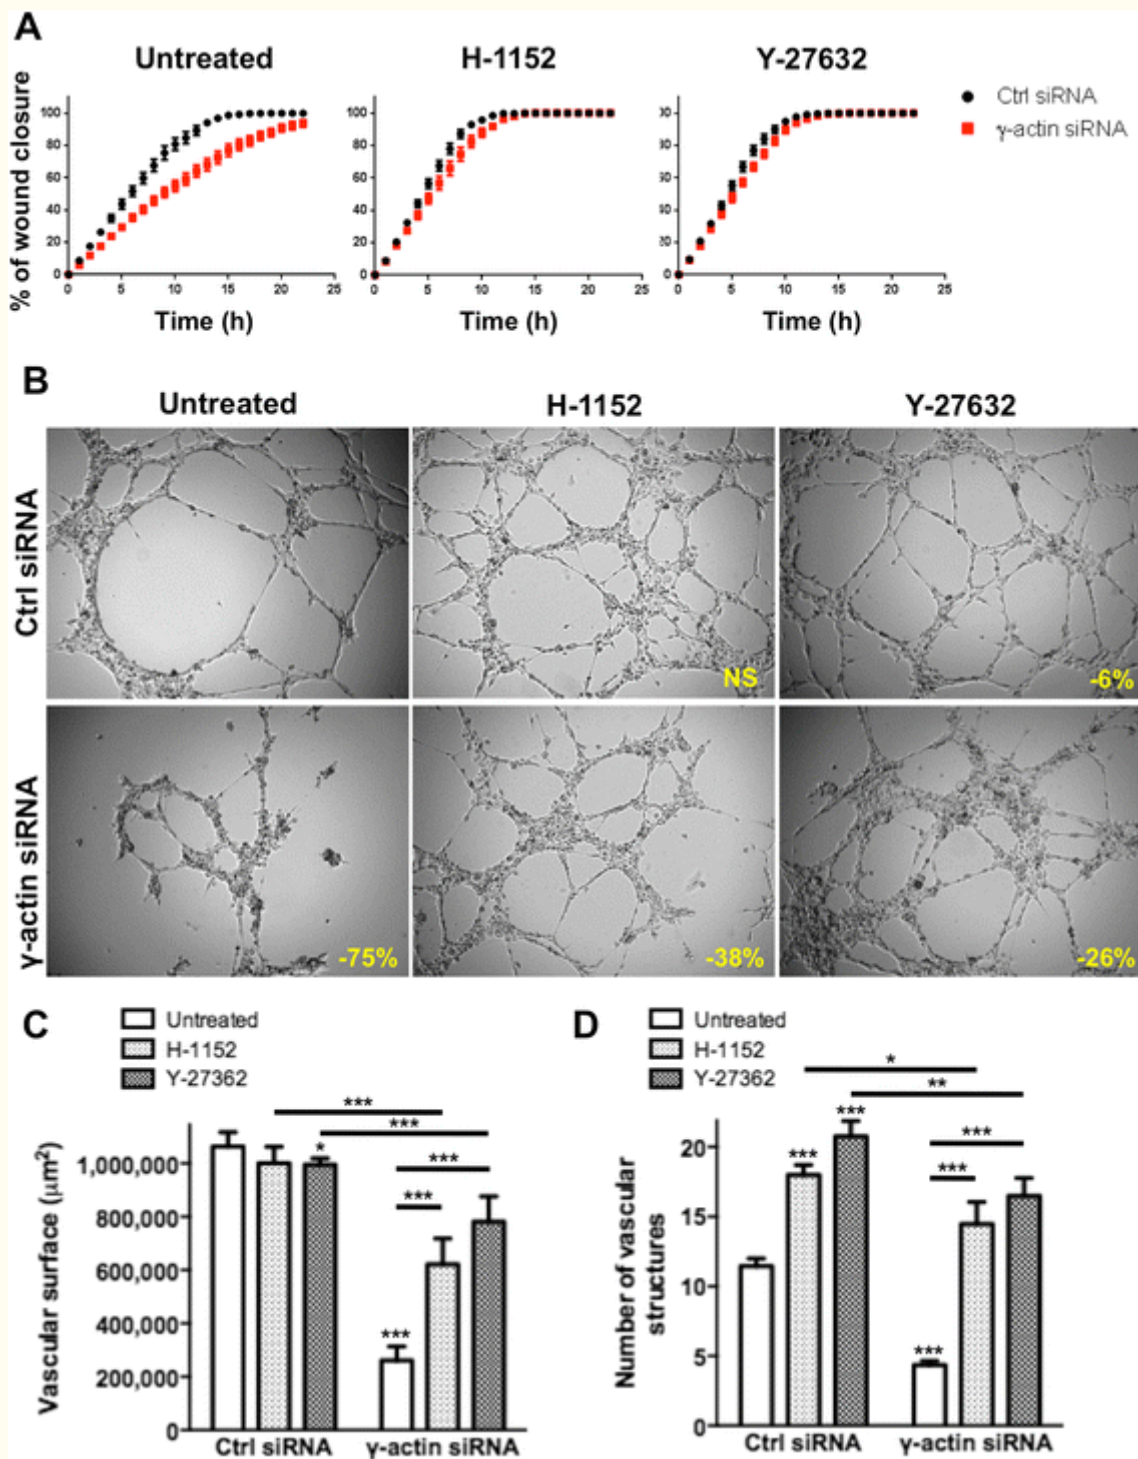 A
Untreated
H-1152
Y-27632
Ctrl siRNA
γ-actin siRNA
% of wound closure
100
80
60
40
20
0
0 5 10 15 20 25
100
80
60
40
20
0
0 5 10 15 20 25
100
0 5 10 15 20 25
Time (h)
Time (h)
Time (h)
B
Untreated
H-1152
Y-27632
Ctrl siRNA
NS
-6%
γ-actin siRNA
-75%
-38%
-26%
C
Untreated
H-1152
Y-27362
Vascular surface (μm²)
1,000,000
800,000
600,000
400,000
200,000
0
***
***
*
***
***
***
Ctrl siRNA
γ-actin siRNA
D
Untreated
H-1152
Y-27362
Number of vascular
structures
20
15
10
5
0
*
**
***
***
***
***
***
Ctrl siRNA
γ-actin siRNA